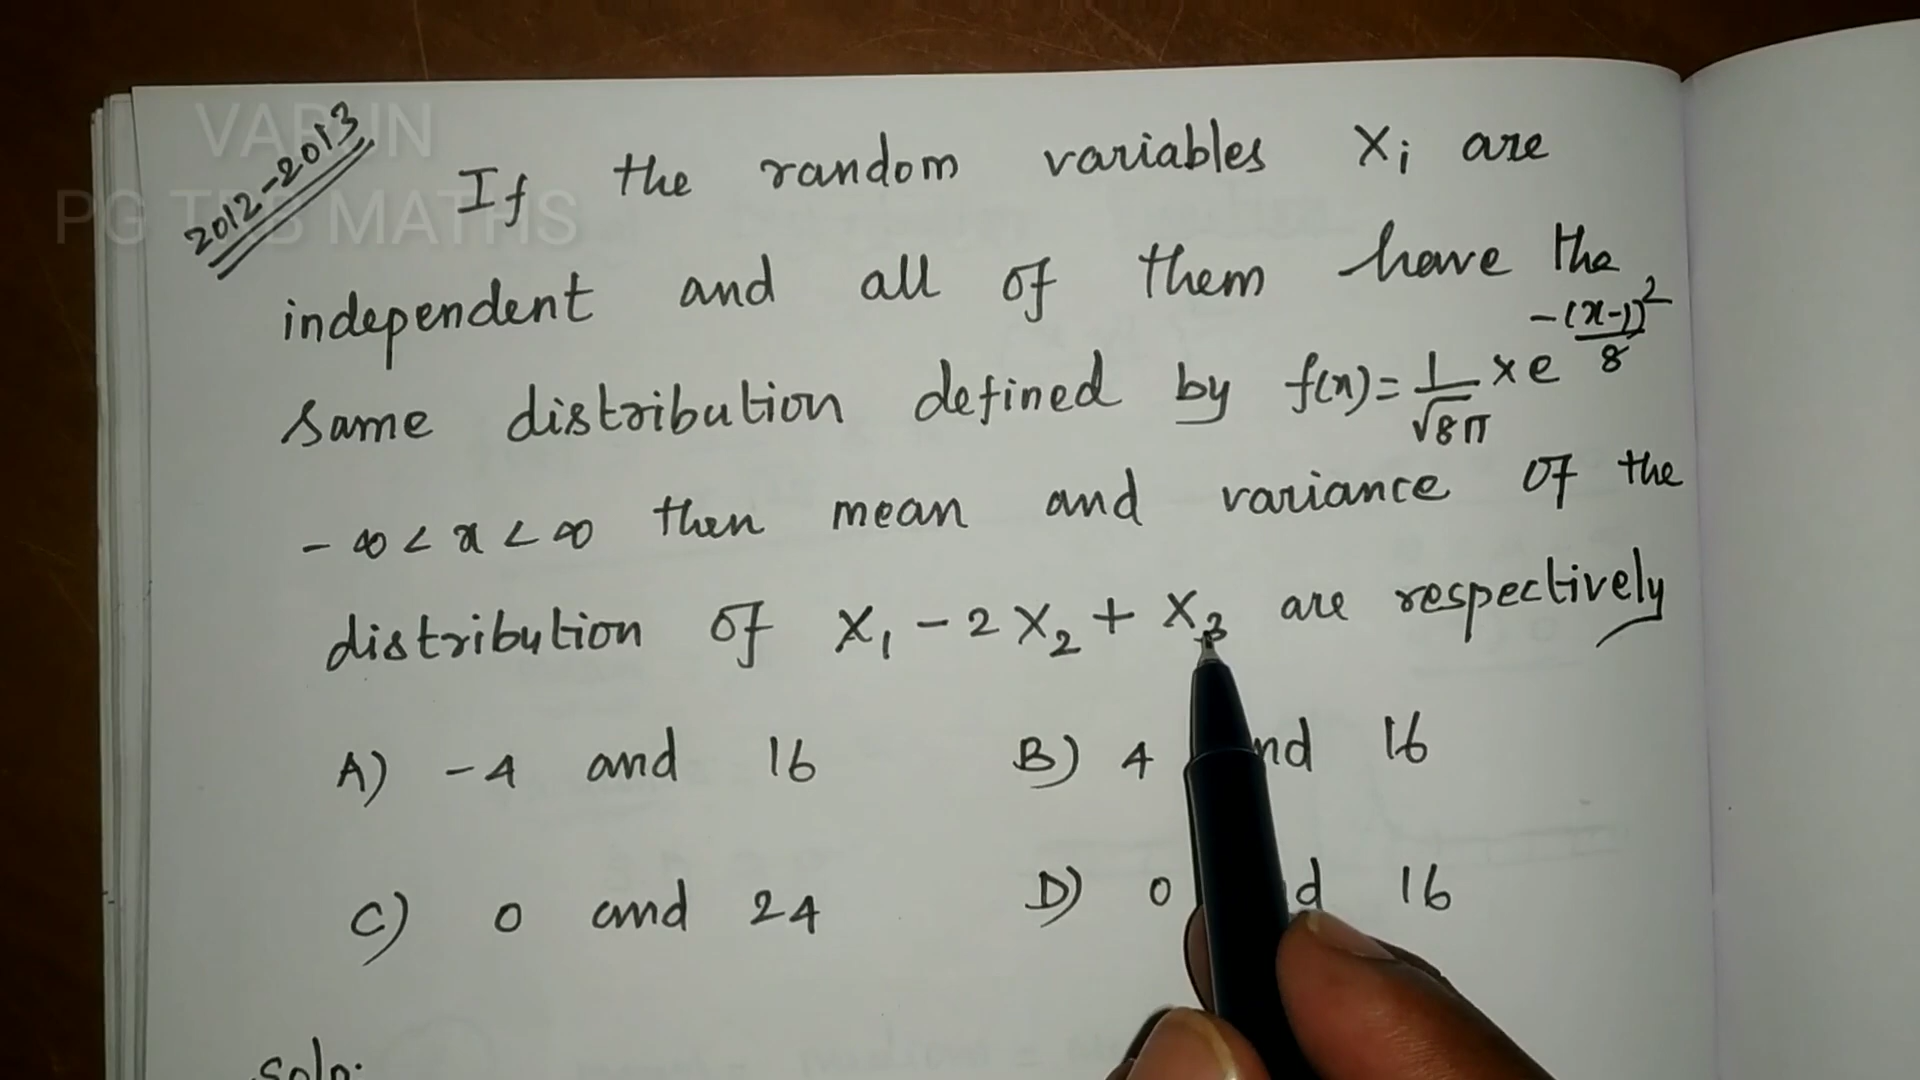 VARUN
PG TRB MATHS
2012-2013
If the random variables Xi are
independent and all of them have the
same distribution defined by f(x) = 1/√8π × e^-(x-1)²/8
-∞ < x < ∞ then mean and variance of the
distribution of X₁ - 2X₂ + X₃ are respectively
A) -4 and 16 B) 4 and 16
C) 0 and 24 D) 0 and 16
Soln: